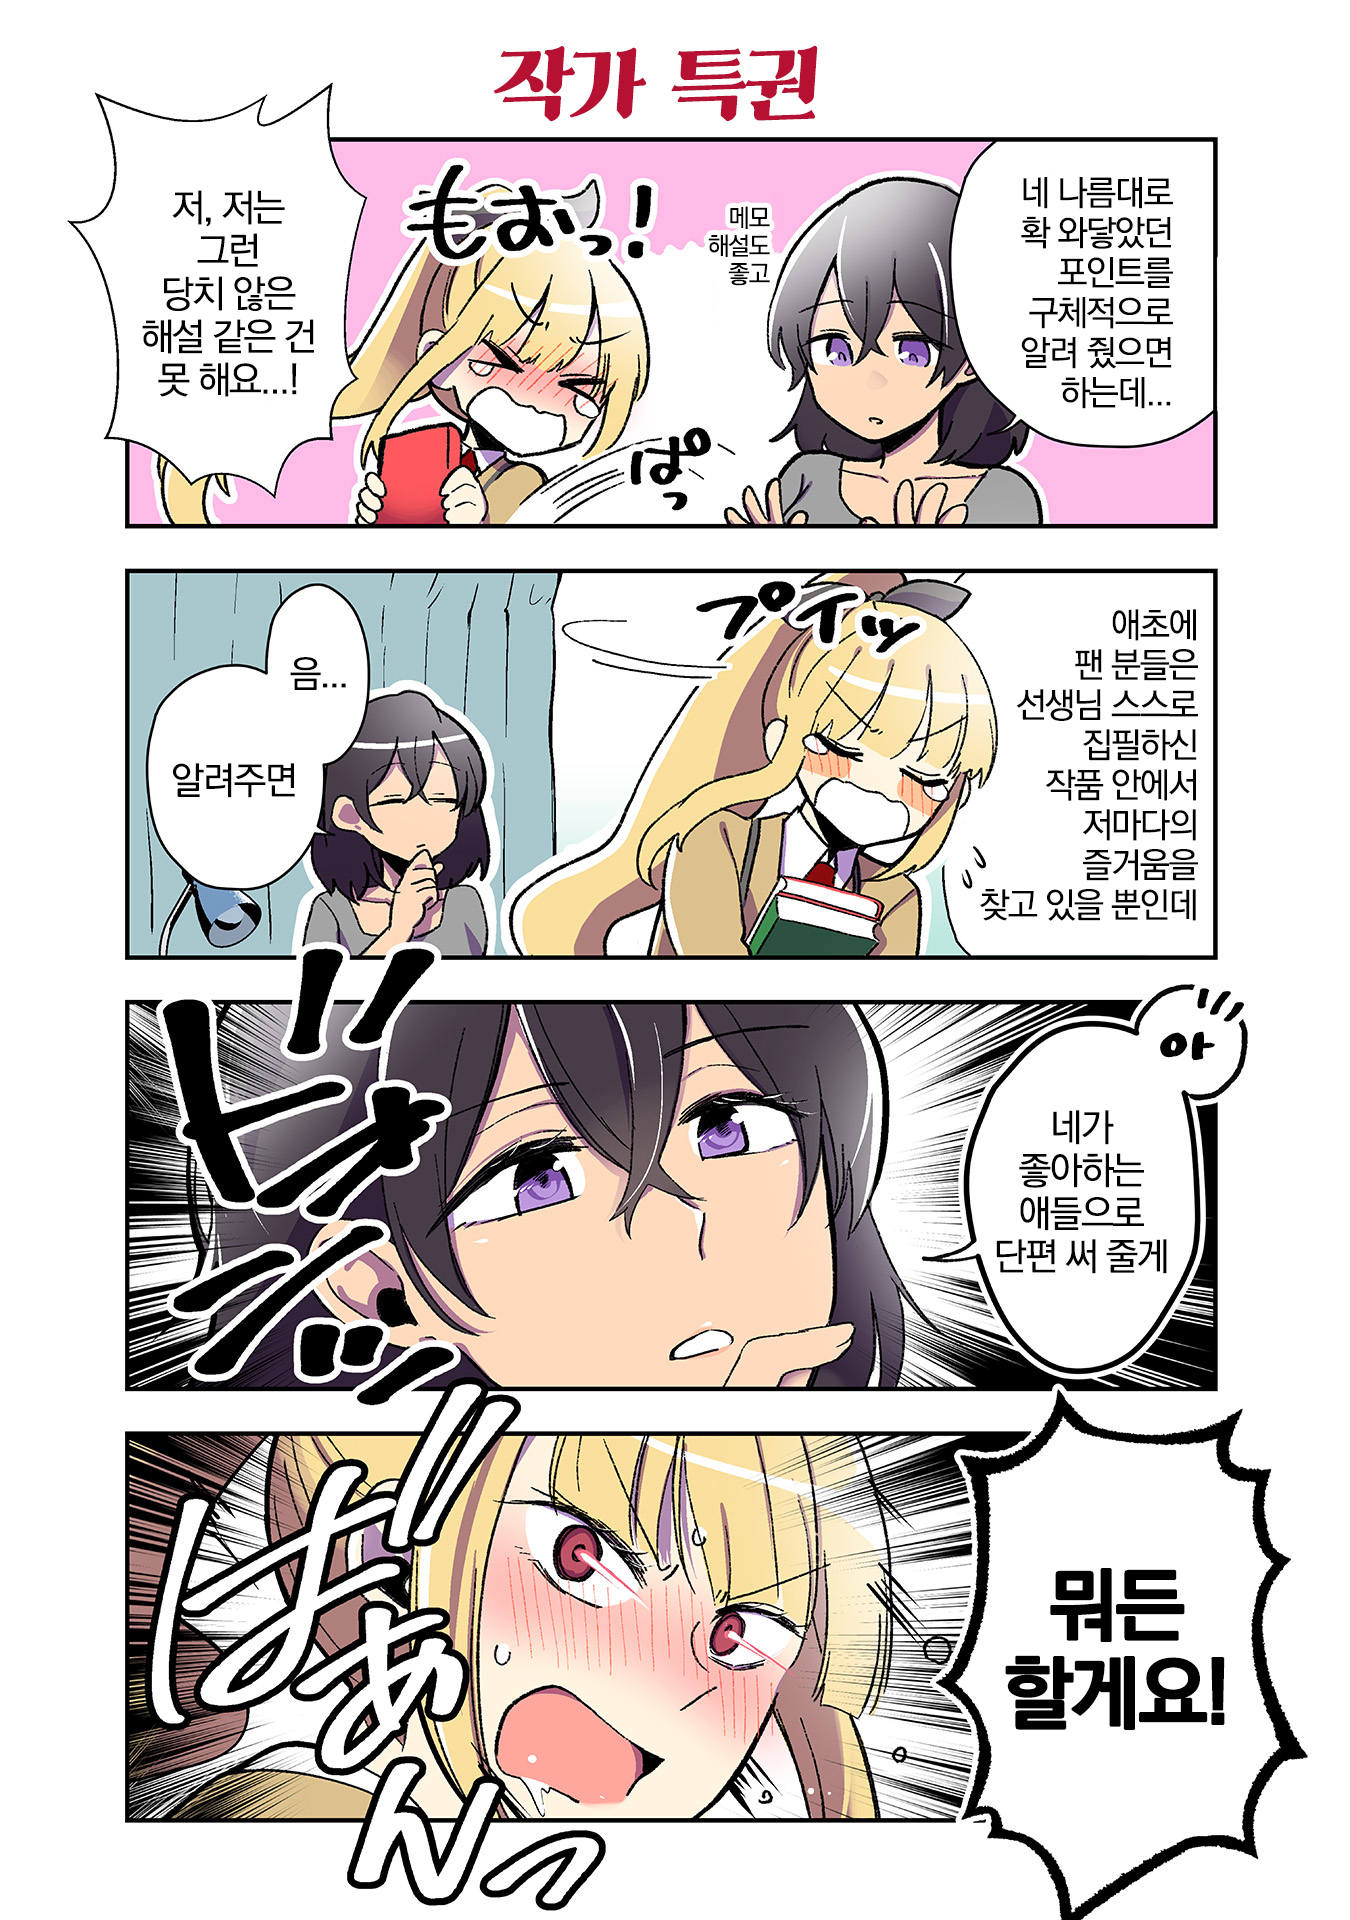 작가 특권
네 나름대로
확 와닿았던
포인트를
구체적으로
알려 줬으면
하는데...
메모
해설도
좋고
もおっ!
ぱっ
저, 저는
그런
당치 않은
해설 같은 건
못 해요...!
애초에
팬 분들은
선생님 스스로
집필하신
작품 안에서
저마다의
즐거움을
찾고 있을 뿐인데
プイッ
음...
알려주면
아
네가
좋아하는
애들으로
단편 써 줄게
ビシッ!!
뭐든
할게요!
ばぁんっ!!